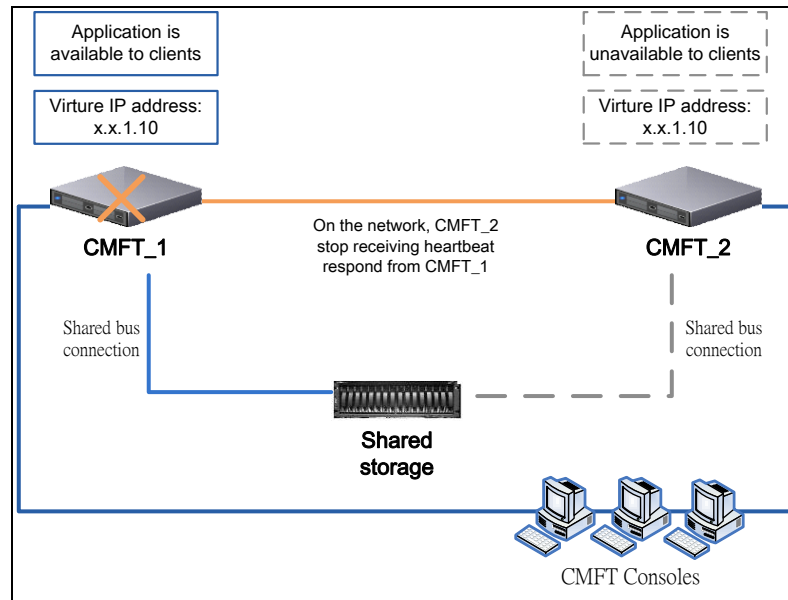 Application is
available to clients
Application is
unavailable to clients
Virture IP address:
x.x.1.10
Virture IP address:
x.x.1.10
On the network, CMFT_2
stop receiving heartbeat
respond from CMFT_1
CMFT_1
CMFT_2
Shared bus
connection
Shared bus
connection
Shared
storage
CMFT Consoles